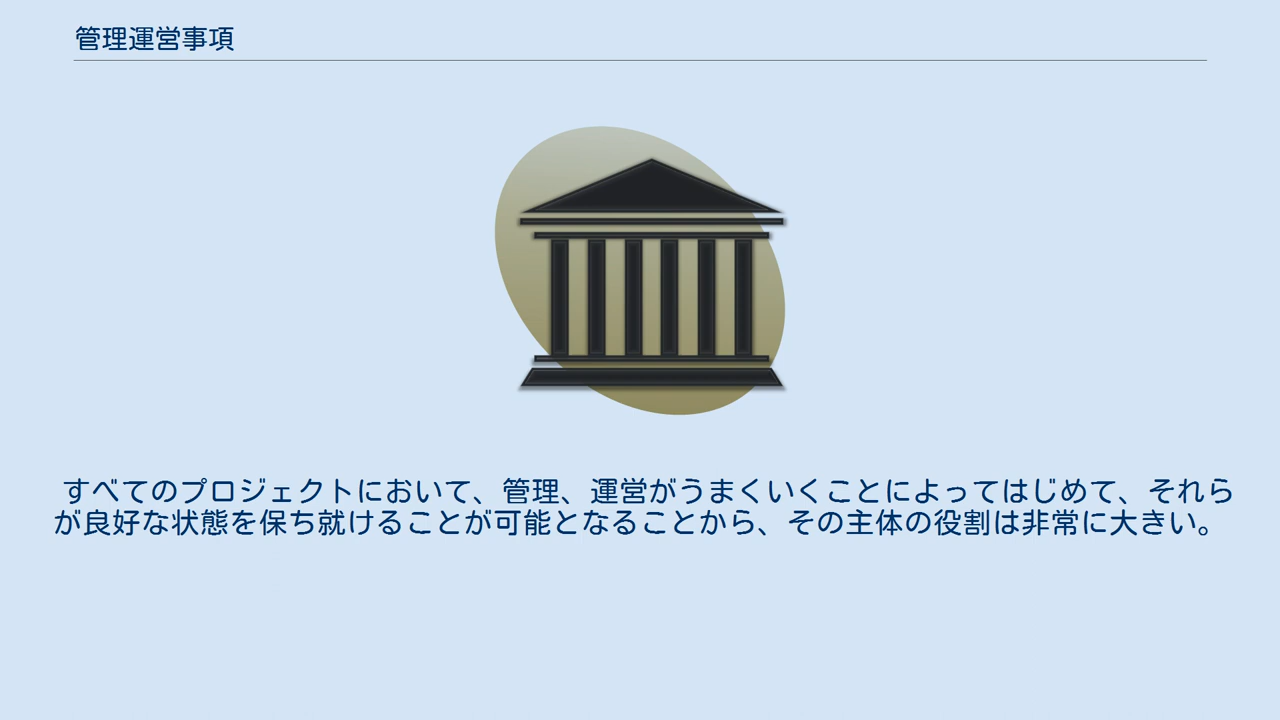 管理運営事項
すべてのプロジェクトにおいて、管理、運営がうまくいくことによってはじめて、それら
が良好な状態を保ち就けることが可能となることから、その主体の役割は非常に大きい。